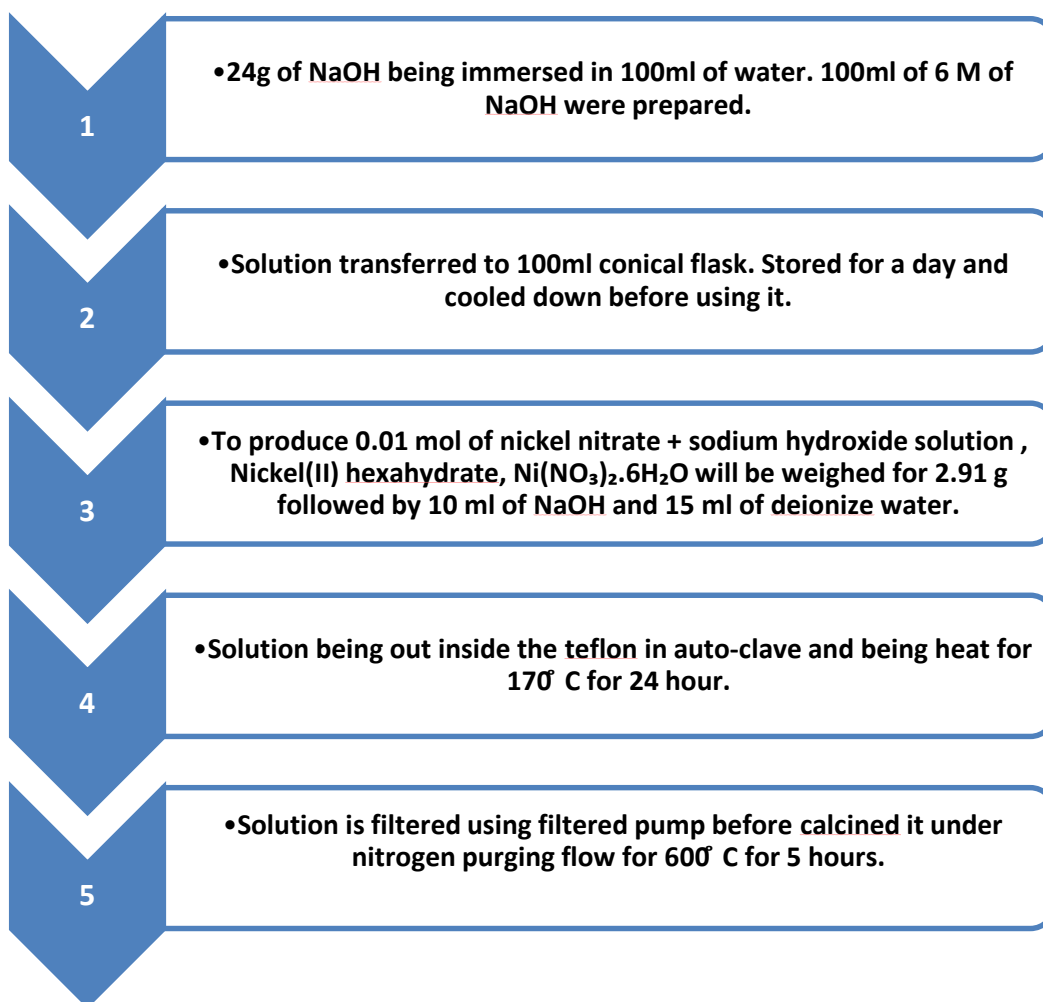 1
•24g of NaOH being immersed in 100ml of water. 100ml of 6 M of
NaOH were prepared.
2
•Solution transferred to 100ml conical flask. Stored for a day and
cooled down before using it.
3
•To produce 0.01 mol of nickel nitrate + sodium hydroxide solution ,
Nickel(II) hexahydrate, Ni(NO₃)₂.6H₂O will be weighed for 2.91 g
followed by 10 ml of NaOH and 15 ml of deionize water.
4
•Solution being out inside the teflon in auto-clave and being heat for
170̊ C for 24 hour.
5
•Solution is filtered using filtered pump before calcined it under
nitrogen purging flow for 600̊ C for 5 hours.